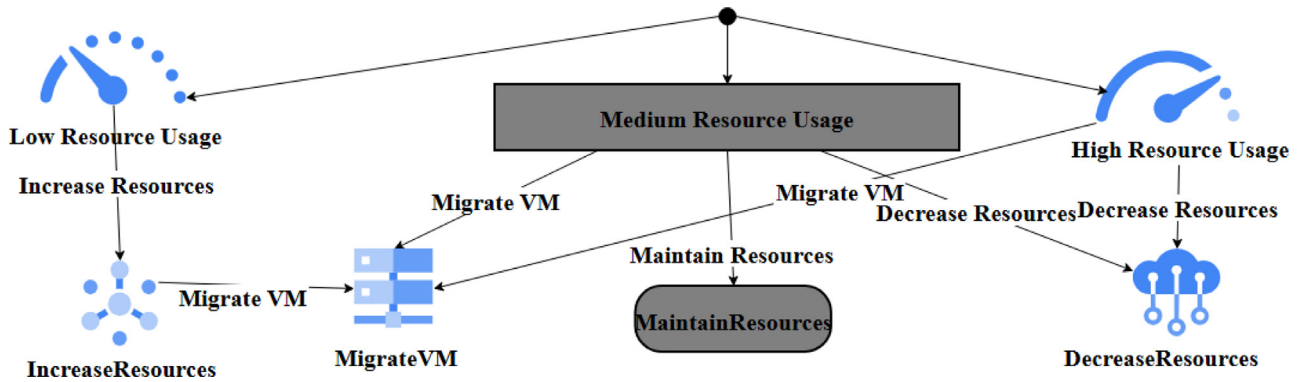 Medium Resource Usage
Low Resource Usage
High Resource Usage
Increase Resources
Migrate VM
Migrate VM
Decrease Resources
Decrease Resources
Maintain Resources
Migrate VM
MaintainResources
IncreaseResources
MigrateVM
DecreaseResources